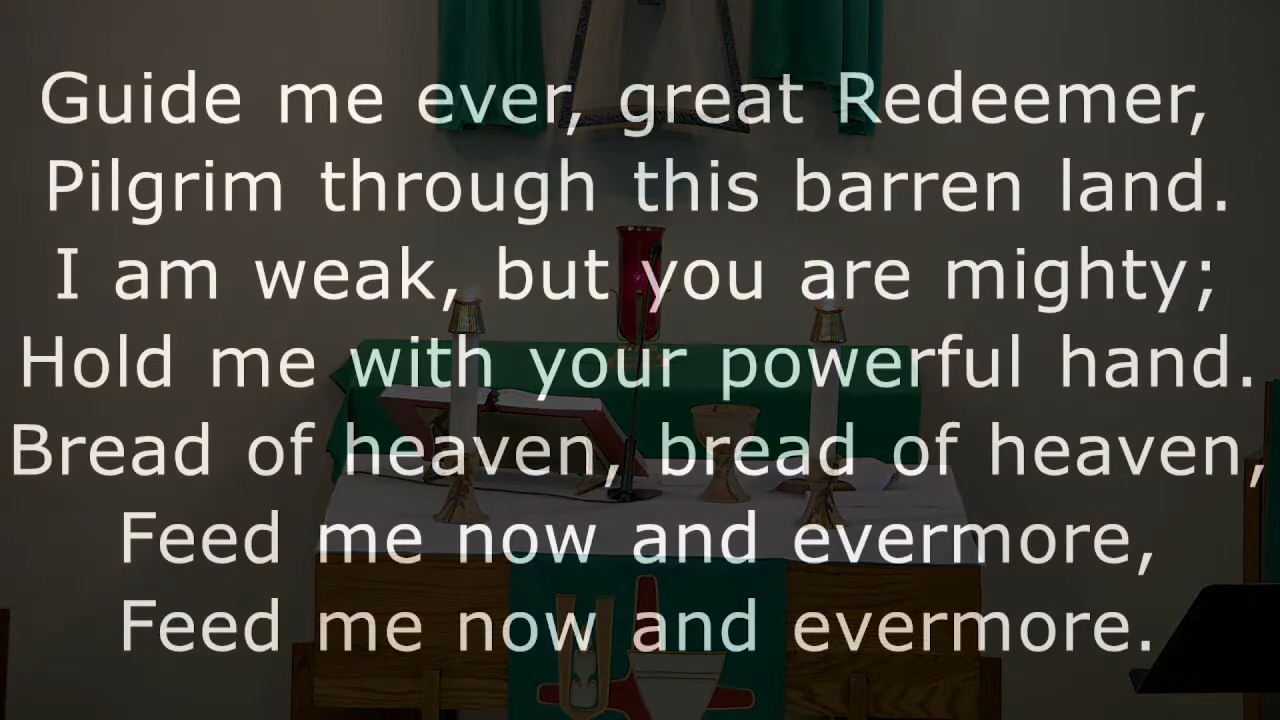 Guide me ever, great Redeemer,
Pilgrim through this barren land.
I am weak, but you are mighty;
Hold me with your powerful hand.
Bread of heaven, bread of heaven,
Feed me now and evermore,
Feed me now and evermore.